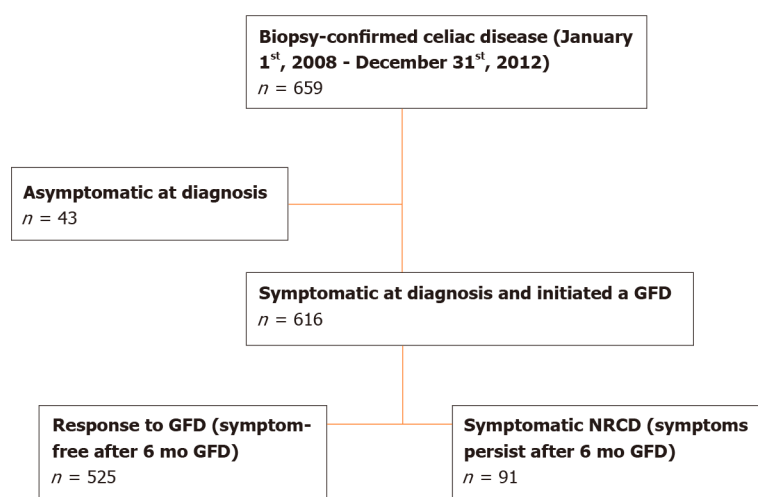 Biopsy-confirmed celiac disease (January
1st, 2008 - December 31st, 2012)
n = 659
Asymptomatic at diagnosis
n = 43
Symptomatic at diagnosis and initiated a GFD
n = 616
Response to GFD (symptom-
free after 6 mo GFD)
n = 525
Symptomatic NRCD (symptoms
persist after 6 mo GFD)
n = 91